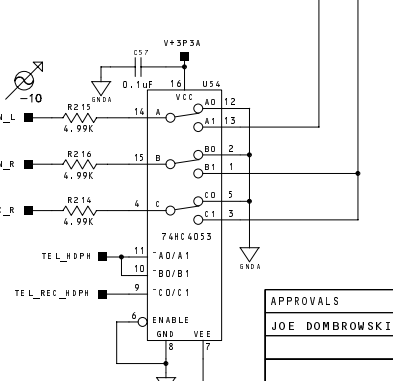 V+3P3A
C57
0.1uF
GNDA
-10
16
U54
VCC
R215
N_L
4.99K
14
A
A0
12
A1
13
R216
_R
4.99K
15
B
B0
2
B1
1
R214
_R
4.99K
4
C
C0
5
C1
3
74HC4053
GNDA
TEL_HDPH
11
¯A0/A1
10
¯B0/B1
TEL_REC_HDPH
9
¯C0/C1
6
ENABLE
GND
VEE
8
7
APPROVALS
JOE DOMBROWSKI